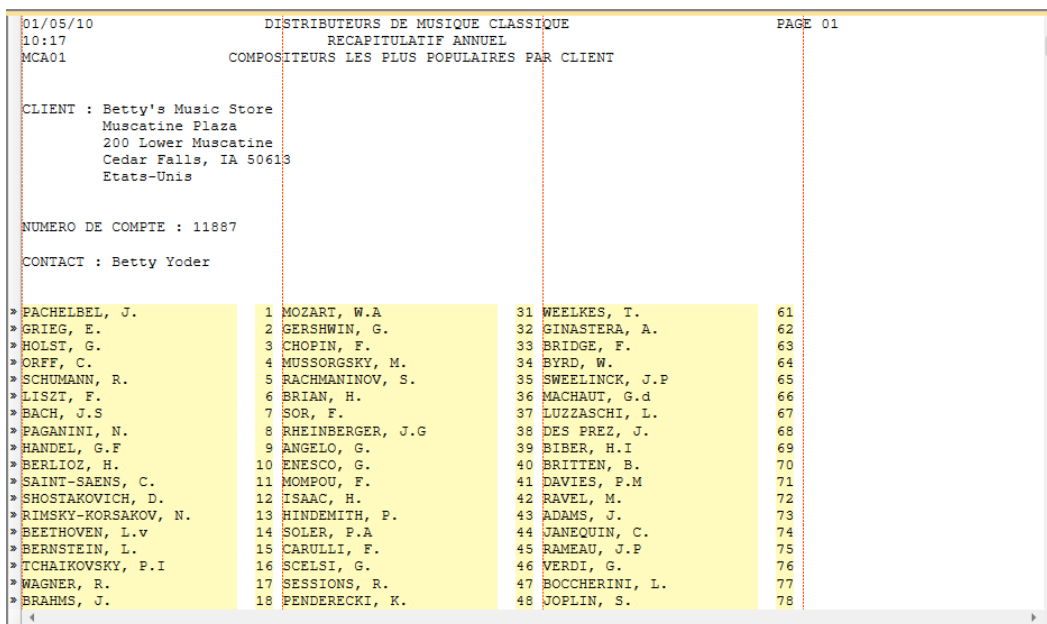 01/05/10 DISTRIBUTEURS DE MUSIQUE CLASSIQUE PAGE 01
10:17 RECAPITULATIF ANNUEL
MCA01 COMPOSITEURS LES PLUS POPULAIRES PAR CLIENT
CLIENT : Betty's Music Store
Muscatine Plaza
200 Lower Muscatine
Cedar Falls, IA 50613
Etats-Unis
NUMERO DE COMPTE : 11887
CONTACT : Betty Yoder
» PACHELBEL, J. 1 MOZART, W.A 31 WEELKES, T. 61
» GRIEG, E. 2 GERSHWIN, G. 32 GINASTERA, A. 62
» HOLST, G. 3 CHOPIN, F. 33 BRIDGE, F. 63
» ORFF, C. 4 MUSSORGSKY, M. 34 BYRD, W. 64
» SCHUMANN, R. 5 RACHMANINOV, S. 35 SWEELINCK, J.P 65
» LISZT, F. 6 BRIAN, H. 36 MACHAUT, G.d 66
» BACH, J.S 7 SOR, F. 37 LUZZASCHI, L. 67
» PAGANINI, N. 8 RHEINBERGER, J.G 38 DES PREZ, J. 68
» HANDEL, G.F 9 ANGELO, G. 39 BIBER, H.I 69
» BERLIOZ, H. 10 ENESCO, G. 40 BRITTEN, B. 70
» SAINT-SAENS, C. 11 MOMPOU, F. 41 DAVIES, P.M 71
» SHOSTAKOVICH, D. 12 ISAAC, H. 42 RAVEL, M. 72
» RIMSKY-KORSAKOV, N. 13 HINDEMITH, P. 43 ADAMS, J. 73
» BEETHOVEN, L.v 14 SOLER, P.A 44 JANEQUIN, C. 74
» BERNSTEIN, L. 15 CARULLI, F. 45 RAMEAU, J.P 75
» TCHAIKOVSKY, P.I 16 SCELSI, G. 46 VERDI, G. 76
» WAGNER, R. 17 SESSIONS, R. 47 BOCCHERINI, L. 77
» BRAHMS, J. 18 PENDERECKI, K. 48 JOPLIN, S. 78